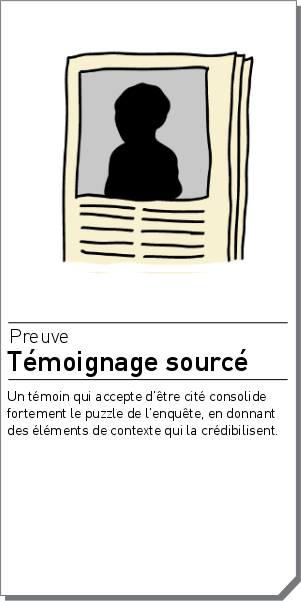 Preuve
Témoignage sourcé
Un témoin qui accepte d'être cité consolide
fortement le puzzle de l'enquête, en donnant
des éléments de contexte qui la crédibilisent.